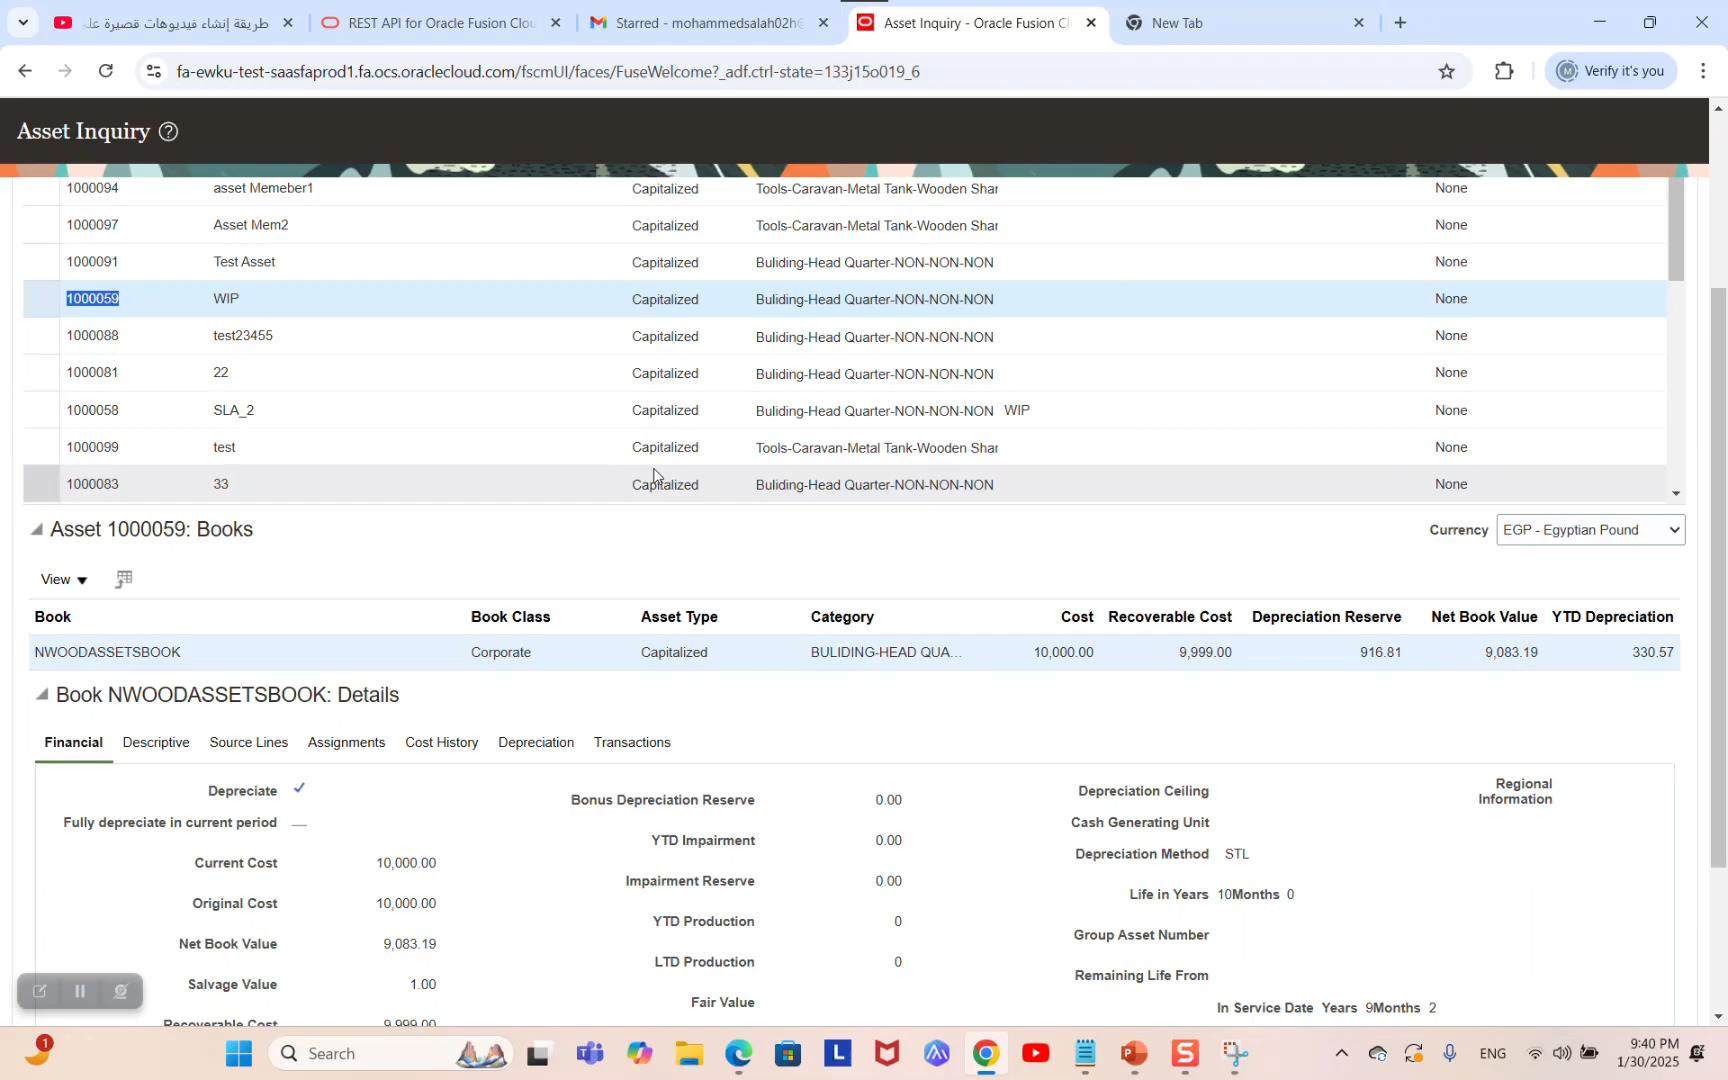 طريقة إنشاء فيديوهات قصيرة عل
REST API for Oracle Fusion Clou
Starred - mohammedsalah02h@
Asset Inquiry - Oracle Fusion Cl
New Tab
fa-ewku-test-saasfaprod1.fa.ocs.oraclecloud.com/fscmUI/faces/FuseWelcome?_adf.ctrl-state=133j15o019_6
M Verify it's you
Asset Inquiry ?
1000094 asset Memeber1 Capitalized Tools-Caravan-Metal Tank-Wooden Shar None
1000097 Asset Mem2 Capitalized Tools-Caravan-Metal Tank-Wooden Shar None
1000091 Test Asset Capitalized Buliding-Head Quarter-NON-NON-NON None
1000059 WIP Capitalized Buliding-Head Quarter-NON-NON-NON None
1000088 test23455 Capitalized Buliding-Head Quarter-NON-NON-NON None
1000081 22 Capitalized Buliding-Head Quarter-NON-NON-NON None
1000058 SLA_2 Capitalized Buliding-Head Quarter-NON-NON-NON WIP None
1000099 test Capitalized Tools-Caravan-Metal Tank-Wooden Shar None
1000083 33 Capitalized Buliding-Head Quarter-NON-NON-NON None
Asset 1000059: Books
Currency EGP - Egyptian Pound
View
Book Book Class Asset Type Category Cost Recoverable Cost Depreciation Reserve Net Book Value YTD Depreciation
NWOODASSETSBOOK Corporate Capitalized BULIDING-HEAD QUA... 10,000.00 9,999.00 916.81 9,083.19 330.57
Book NWOODASSETSBOOK: Details
Financial Descriptive Source Lines Assignments Cost History Depreciation Transactions
Depreciate
Fully depreciate in current period
Current Cost 10,000.00
Original Cost 10,000.00
Net Book Value 9,083.19
Salvage Value 1.00
Recoverable Cost 9,999.00
Bonus Depreciation Reserve 0.00
YTD Impairment 0.00
Impairment Reserve 0.00
YTD Production 0
LTD Production 0
Fair Value
Depreciation Ceiling
Cash Generating Unit
Depreciation Method STL
Life in Years 10Months 0
Group Asset Number
Remaining Life From
In Service Date Years 9Months 2
Regional
Information
1
Search
L
P
S
ENG
9:40 PM
1/30/2025